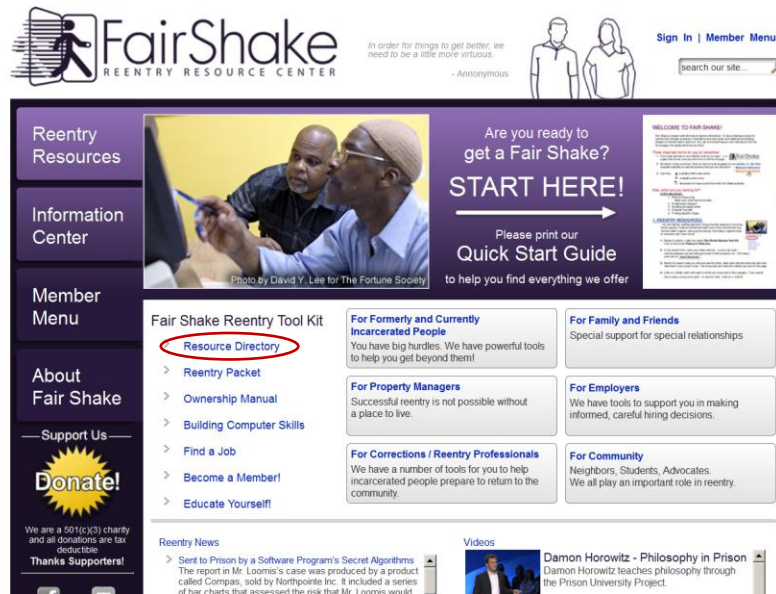 FairShake
REENTRY RESOURCE CENTER
In order for things to get better, we
need to be a little more virtuous.
- Annonymous
Sign In | Member Menu
search our site...
Reentry
Resources
Information
Center
Member
Menu
About
Fair Shake
Support Us
Donate!
We are a 501(c)(3) charity
and all donations are tax
deductible
Thanks Supporters!
Photo by David Y. Lee for The Fortune Society
Are you ready to
get a Fair Shake?
START HERE!
Please print our
Quick Start Guide
to help you find everything we offer
WELCOME TO FAIR SHAKE!
Fair Shake Reentry Tool Kit
Resource Directory
Reentry Packet
Ownership Manual
Building Computer Skills
Find a Job
Become a Member!
Educate Yourself!
For Formerly and Currently
Incarcerated People
You have big hurdles. We have powerful tools
to help you get beyond them!
For Family and Friends
Special support for special relationships
For Property Managers
Successful reentry is not possible without
a place to live.
For Employers
We have tools to support you in making
informed, careful hiring decisions.
For Corrections / Reentry Professionals
We have a number of tools for you to help
incarcerated people prepare to return to the
community.
For Community
Neighbors, Students, Advocates.
We all play an important role in reentry.
Reentry News
Sent to Prison by a Software Program's Secret Algorithms
The report in Mr. Loomis's case was produced by a product
called Compas, sold by Northpointe Inc. It included a series
of bar charts that assessed the risk that Mr. Loomis would
Videos
Damon Horowitz - Philosophy in Prison
Damon Horowitz teaches philosophy through
the Prison University Project.